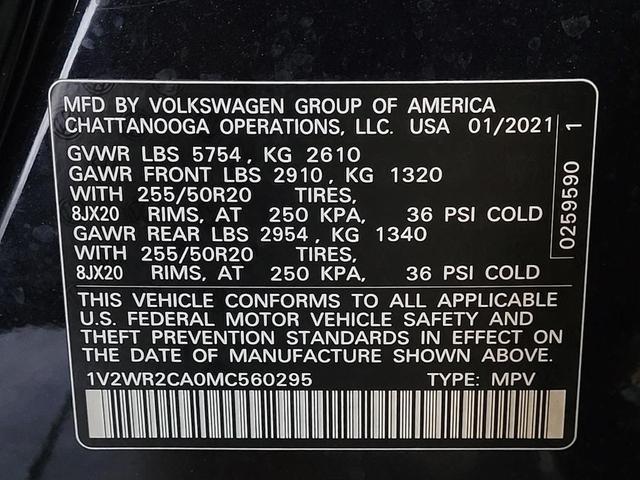 MFD BY VOLKSWAGEN GROUP OF AMERICA
CHATTANOOGA OPERATIONS, LLC. USA 01/2021
GVWR LBS 5754, KG 2610
GAWR FRONT LBS 2910, KG 1320
WITH 255/50R20 TIRES,
8JX20 RIMS, AT 250 KPA, 36 PSI COLD
GAWR REAR LBS 2954, KG 1340
WITH 255/50R20 TIRES,
8JX20 RIMS, AT 250 KPA, 36 PSI COLD
THIS VEHICLE CONFORMS TO ALL APPLICABLE
U.S. FEDERAL MOTOR VEHICLE SAFETY AND
THEFT PREVENTION STANDARDS IN EFFECT ON
THE DATE OF MANUFACTURE SHOWN ABOVE
1V2WR2CA0MC560295 TYPE: MPV
0259590 1